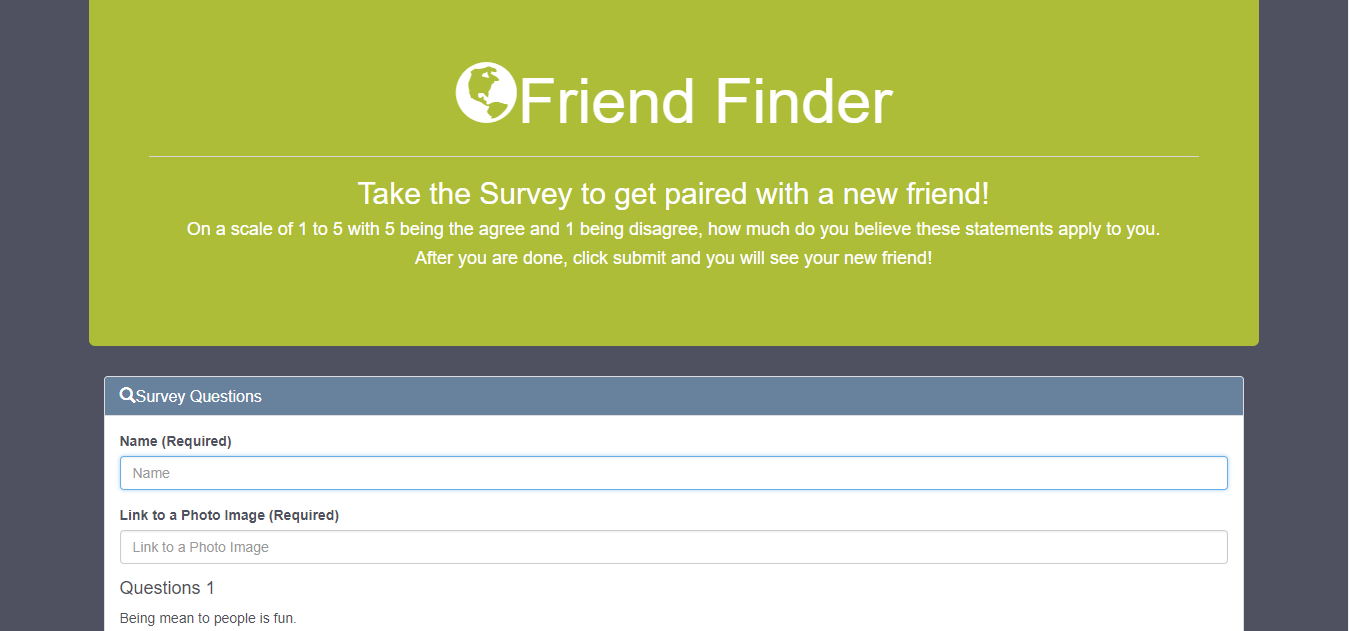 Friend Finder
Take the Survey to get paired with a new friend!
On a scale of 1 to 5 with 5 being the agree and 1 being disagree, how much do you believe these statements apply to you.
After you are done, click submit and you will see your new friend!
Survey Questions
Name (Required)
Name
Link to a Photo Image (Required)
Link to a Photo Image
Questions 1
Being mean to people is fun.